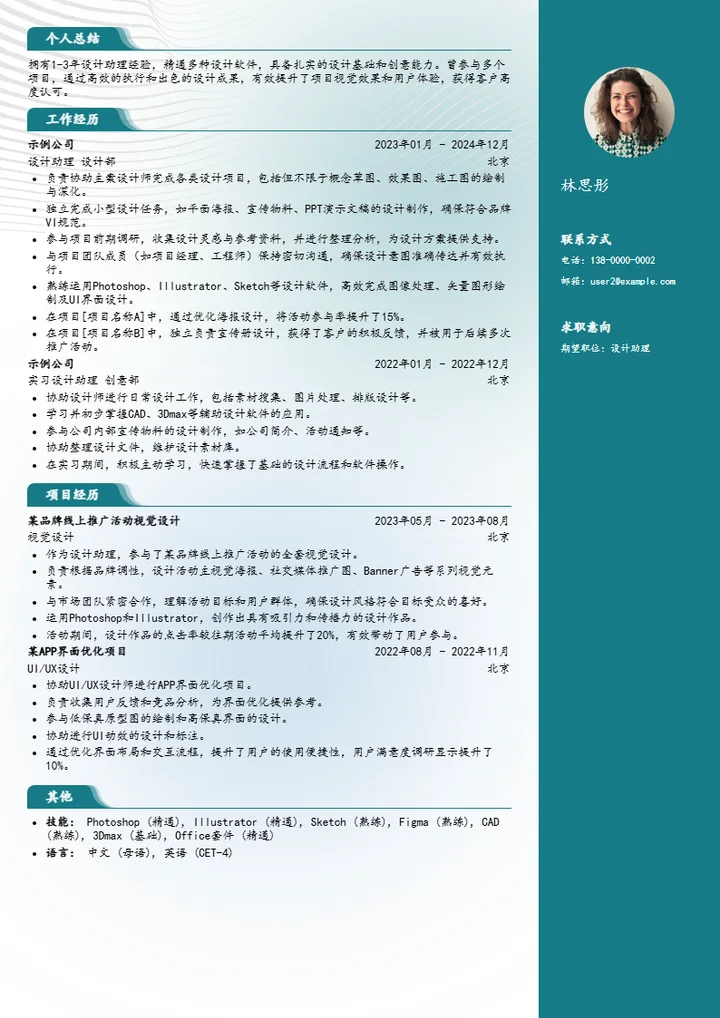 个人总结
拥有1-3年设计助理经验，精通多种设计软件，具备扎实的设计基础和创意能力。曾参与多个
项目，通过高效的执行和出色的设计成果，有效提升了项目视觉效果和用户体验，获得客户高
度认可。
工作经历
示例公司 2023年01月 - 2024年12月
设计助理 设计部 北京
• 负责协助主案设计师完成各类设计项目，包括但不限于概念草图、效果图、施工图的绘制
与深化。
• 独立完成小型设计任务，如平面海报、宣传物料、PPT演示文稿的设计制作，确保符合品牌
VI规范。
• 参与项目前期调研，收集设计灵感与参考资料，并进行整理分析，为设计方案提供支持。
• 与项目团队成员（如项目经理、工程师）保持密切沟通，确保设计意图准确传达并有效执
行。
• 熟练运用Photoshop、Illustrator、Sketch等设计软件，高效完成图像处理、矢量图形绘
制及UI界面设计。
• 在项目[项目名称A]中，通过优化海报设计，将活动参与率提升了15%。
• 在项目[项目名称B]中，独立负责宣传册设计，获得了客户的积极反馈，并被用于后续多次
推广活动。
示例公司 2022年01月 - 2022年12月
实习设计助理 创意部 北京
• 协助设计师进行日常设计工作，包括素材搜集、图片处理、排版设计等。
• 学习并初步掌握CAD、3Dmax等辅助设计软件的应用。
• 参与公司内部宣传物料的设计制作，如公司简介、活动通知等。
• 协助整理设计文件，维护设计素材库。
• 在实习期间，积极主动学习，快速掌握了基础的设计流程和软件操作。
项目经历
某品牌线上推广活动视觉设计 2023年05月 - 2023年08月
视觉设计 北京
• 作为设计助理，参与了某品牌线上推广活动的全套视觉设计。
• 负责根据品牌调性，设计活动主视觉海报、社交媒体推广图、Banner广告等系列视觉元
素。
• 与市场团队紧密合作，理解活动目标和用户群体，确保设计风格符合目标受众的喜好。
• 运用Photoshop和Illustrator，创作出具有吸引力和传播力的设计作品。
• 活动期间，设计作品的点击率较往期活动平均提升了20%，有效带动了用户参与。
某APP界面优化项目 2022年08月 - 2022年11月
UI/UX设计 北京
• 协助UI/UX设计师进行APP界面优化项目。
• 负责收集用户反馈和竞品分析，为界面优化提供参考。
• 参与低保真原型图的绘制和高保真界面的设计。
• 协助进行UI动效的设计和标注。
• 通过优化界面布局和交互流程，提升了用户的使用便捷性，用户满意度调研显示提升了
10%。
其他
• 技能： Photoshop (精通), Illustrator (精通), Sketch (熟练), Figma (熟练), CAD
(熟练), 3Dmax (基础), Office套件 (精通)
• 语言： 中文 (母语), 英语 (CET-4)
林思彤
联系方式
电话：138-0000-0002
邮箱：user2@example.com
求职意向
期望职位：设计助理